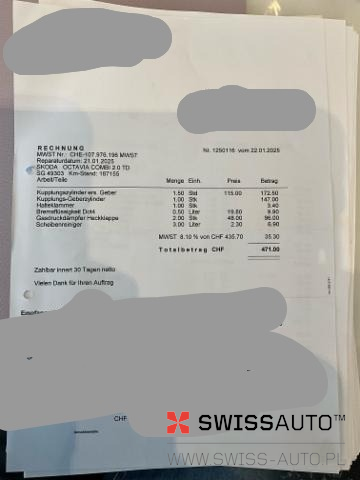 RECHNUNG
Nr. 1250116 vom 22.01.2025
MWST Nr. CHE-107.976.196 MWST
Reparaturdatum: 21.01.2025
SKODA OCTAVIA COMBI 2.0 TD
SG 49303 Km-Stand: 187155
Arbeit/Teile Menge Einh. Preis Betrag
Kupplungszylinder ers. Geber 1.50 Std 115.00 172.50
Kupplungs-Geberzylinder 1.00 Stk 147.00
Halteklammer 1.00 Stk 3.40
Bremsflüssigkeit Dot4 0.50 Liter 19.80 9.90
Gasdruckdämpfer Heckklappe 2.00 Stk 48.00 96.00
Scheibenreiniger 3.00 Liter 2.30 6.90
MWST 8.10 % von CHF 435.70 35.30
Totalbetrag CHF 471.00
Zahlbar innert 30 Tagen netto
Vielen Dank für Ihren Auftrag
CHF
SWISSAUTO™
WWW.SWISS-AUTO.PL